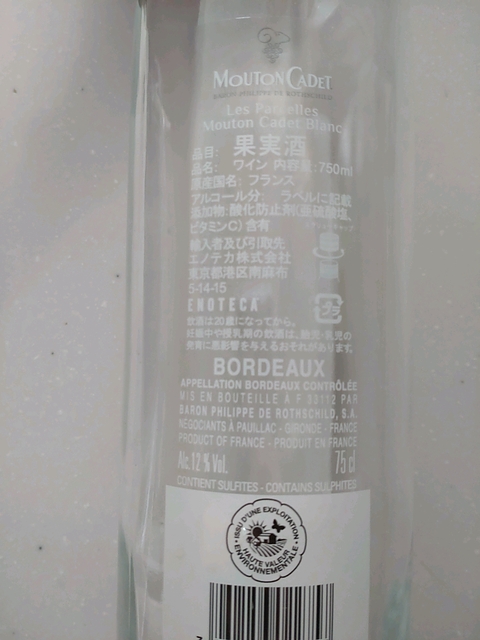 MOUTON CADET
BARON PHILIPPE DE ROTHSCHILD
Les Parcelles
Mouton Cadet Blanc
品目: 果実酒
品名: ワイン 内容量:750ml
原産国名: フランス
アルコール分: ラベルに記載
添加物:酸化防止剤(亜硫酸塩、
ビタミンC)含有
輸入者及び引取先
エノテカ株式会社
東京都港区南麻布
5-14-15
ENOTECA
プラ
飲酒は20歳になってから。
妊娠中や授乳期の飲酒は、胎児・乳児の
発育に悪影響を与えるおそれがあります。
BORDEAUX
APPELLATION BORDEAUX CONTRÔLÉE
MIS EN BOUTEILLE À F 33112 PAR
BARON PHILIPPE DE ROTHSCHILD, S.A.
NÉGOCIANTS À PAUILLAC - GIRONDE - FRANCE
PRODUCT OF FRANCE - PRODUIT EN FRANCE
Alc.12 % Vol. 75 cl
CONTIENT SULFITES - CONTAINS SULPHITES
ISSU D'UNE EXPLOITATION
HAUTE VALEUR
ENVIRONNEMENTALE
7